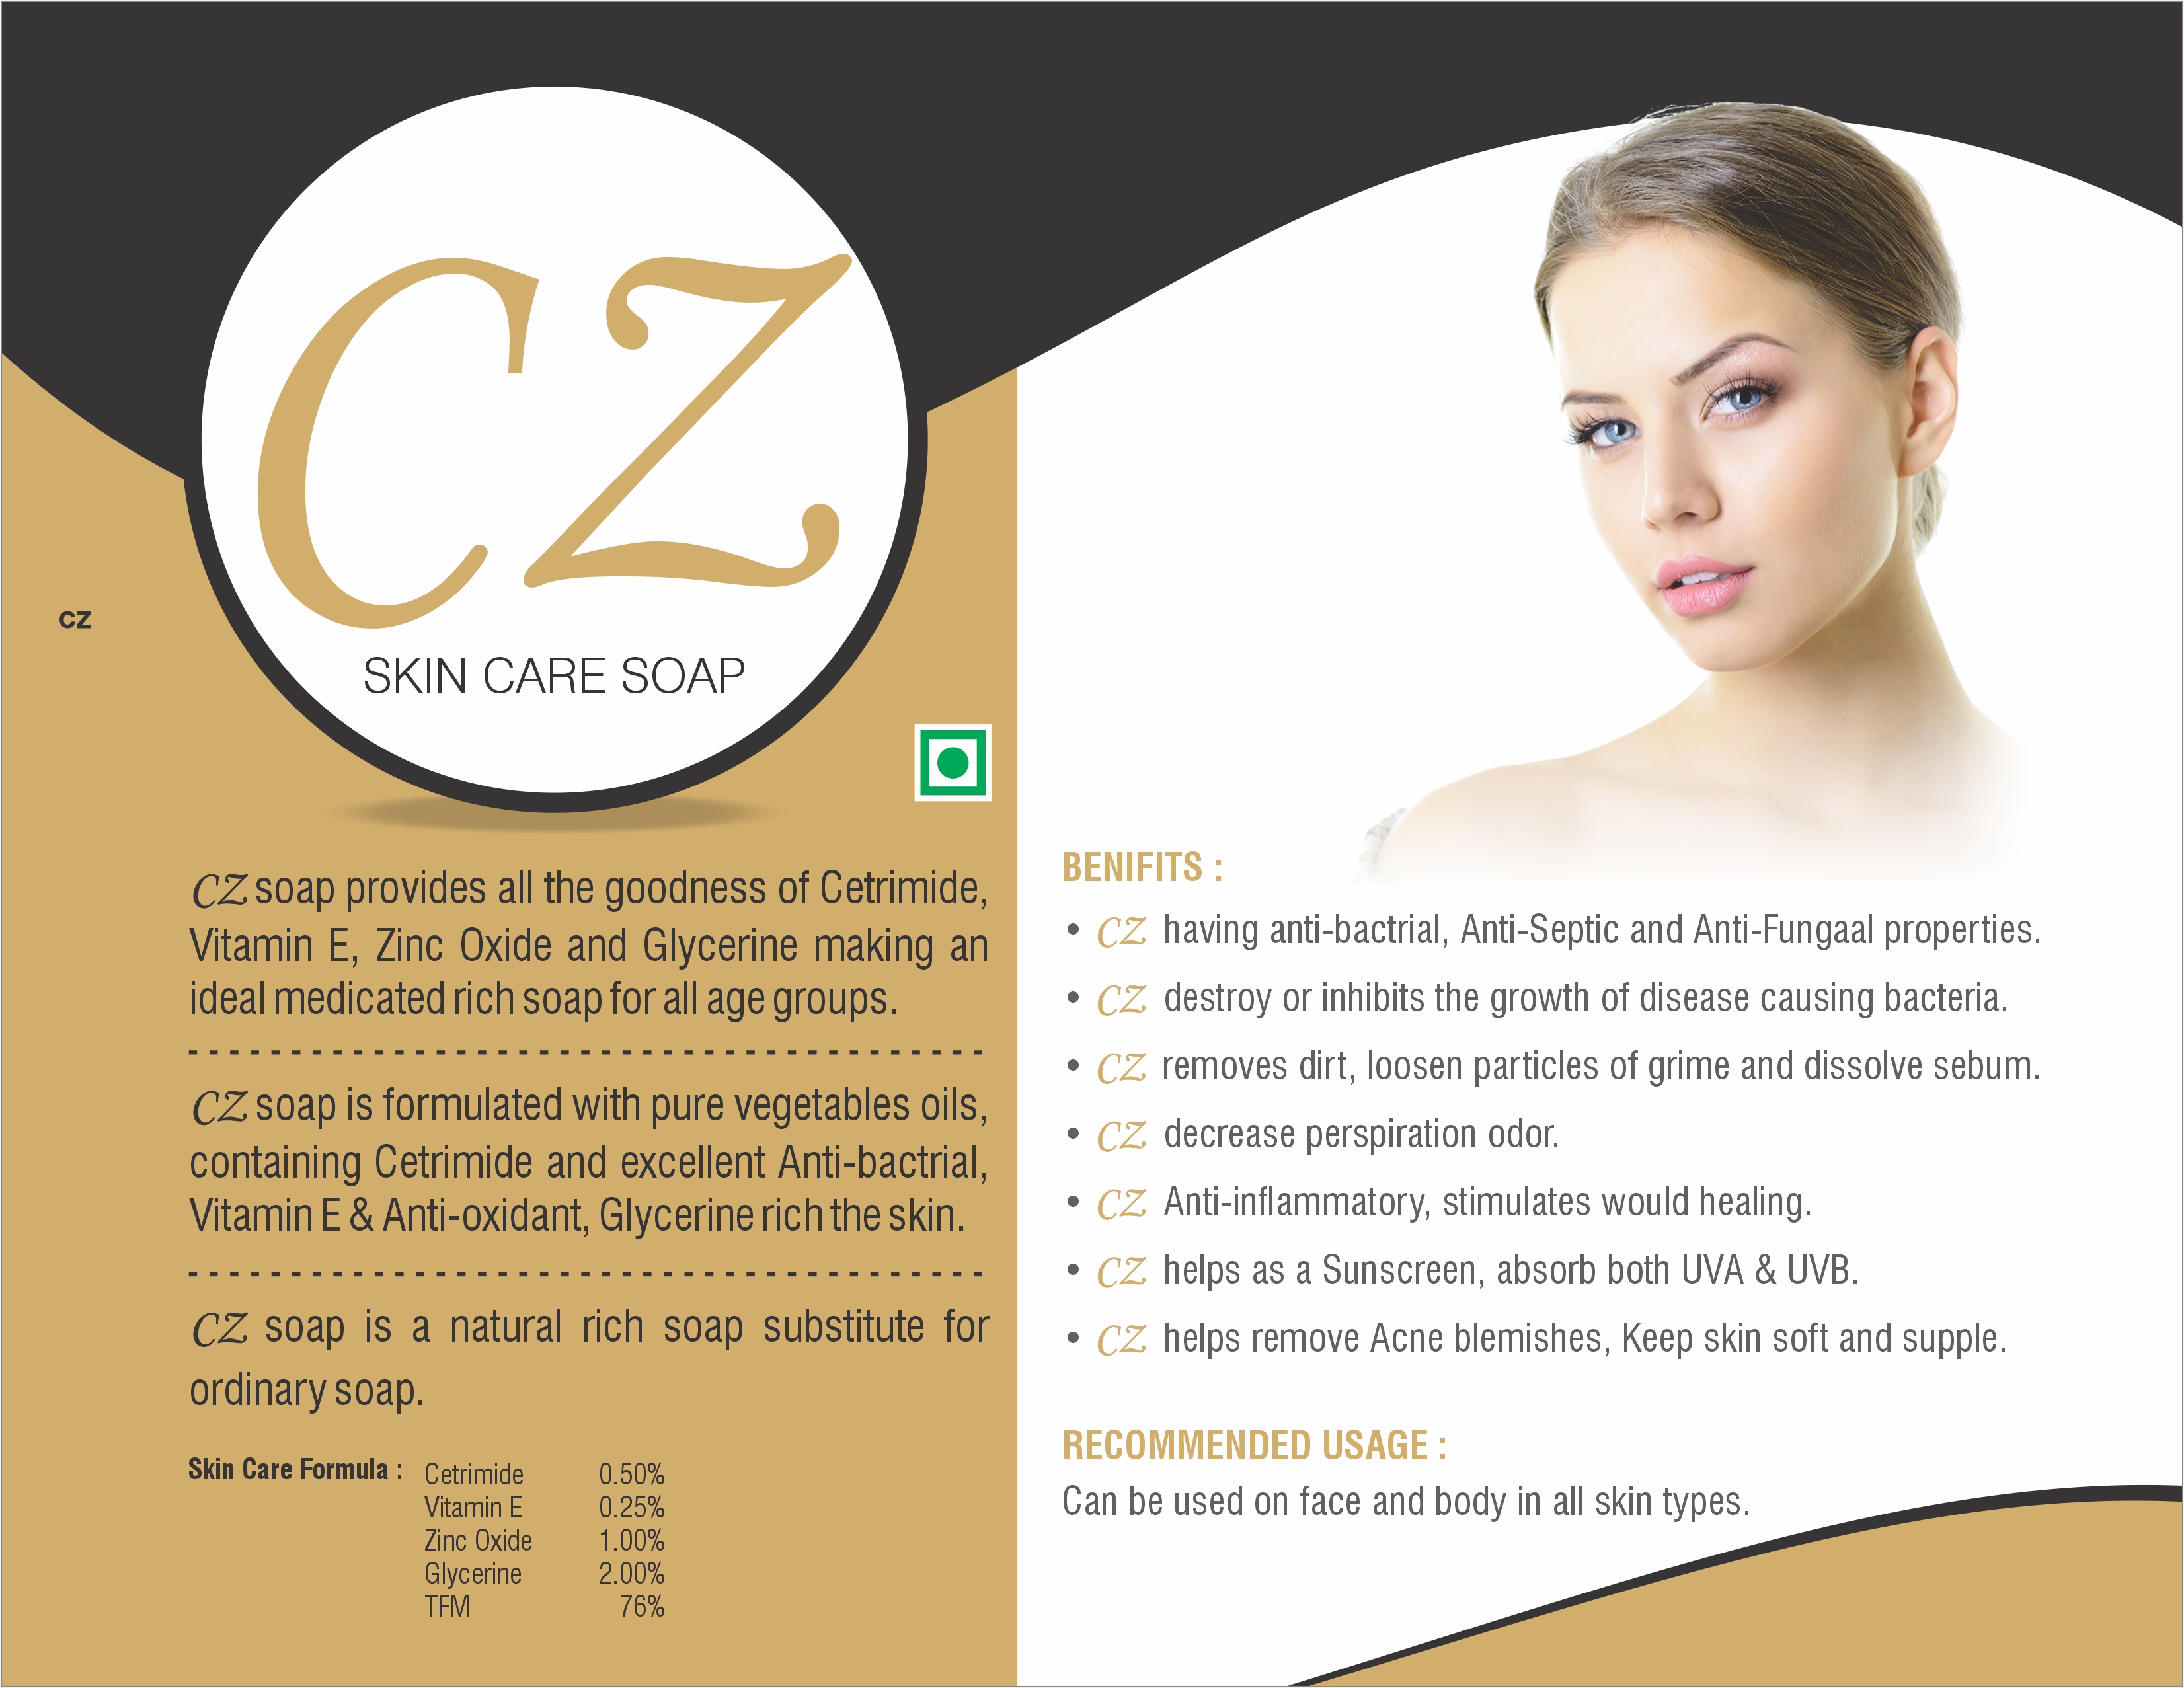 CZ
SKIN CARE SOAP
cz
CZ soap provides all the goodness of Cetrimide,
Vitamin E, Zinc Oxide and Glycerine making an
ideal medicated rich soap for all age groups.
CZ soap is formulated with pure vegetables oils,
containing Cetrimide and excellent Anti-bactrial,
Vitamin E & Anti-oxidant, Glycerine rich the skin.
CZ soap is a natural rich soap substitute for
ordinary soap.
Skin Care Formula : Cetrimide 0.50%
Vitamin E 0.25%
Zinc Oxide 1.00%
Glycerine 2.00%
TFM 76%
BENIFITS :
• CZ having anti-bactrial, Anti-Septic and Anti-Fungaal properties.
• CZ destroy or inhibits the growth of disease causing bacteria.
• CZ removes dirt, loosen particles of grime and dissolve sebum.
• CZ decrease perspiration odor.
• CZ Anti-inflammatory, stimulates would healing.
• CZ helps as a Sunscreen, absorb both UVA & UVB.
• CZ helps remove Acne blemishes, Keep skin soft and supple.
RECOMMENDED USAGE :
Can be used on face and body in all skin types.